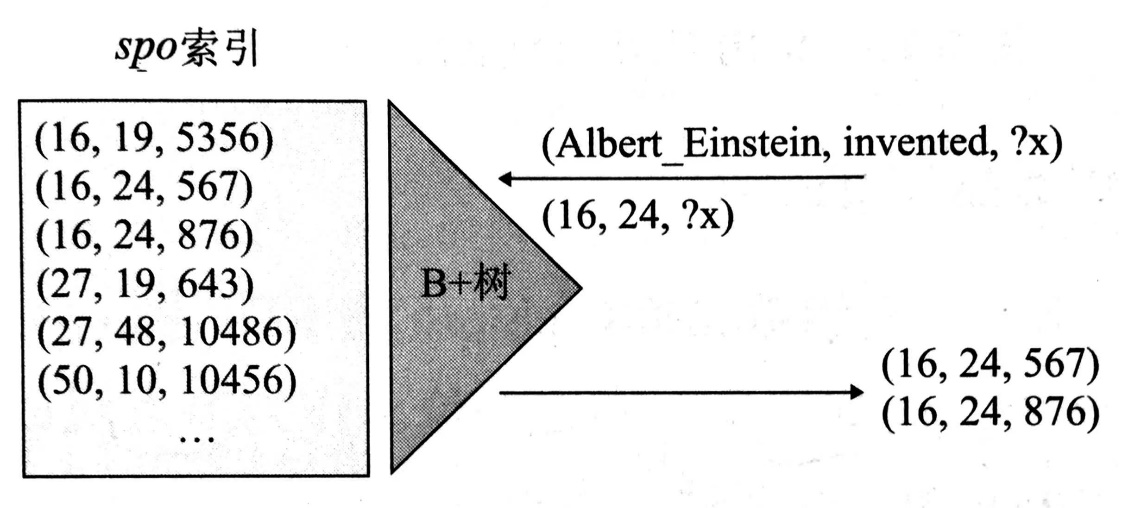 spo索引
(16, 19, 5356)
(16, 24, 567)
(16, 24, 876)
(27, 19, 643)
(27, 48, 10486)
(50, 10, 10456)
…
B+树
(Albert_Einstein, invented, ?x)
(16, 24, ?x)
(16, 24, 567)
(16, 24, 876)